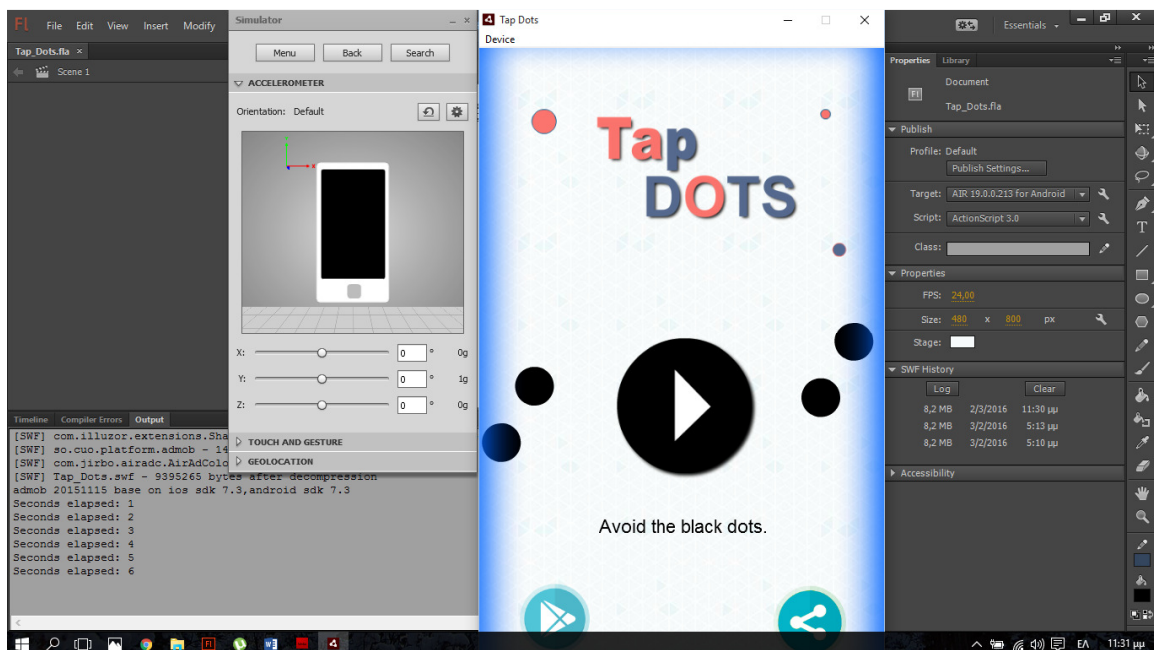 Fl File Edit View Insert Modify
Tap_Dots.fla ×
Scene 1
Simulator
Menu Back Search
ACCELEROMETER
Orientation: Default
X: 0 ° 0g
Y: 0 ° 1g
Z: 0 ° 0g
TOUCH AND GESTURE
GEOLOCATION
Timeline Compiler Errors Output
[SWF] com.illuzor.extensions.Sha
[SWF] so.cuo.platform.admob - 14
[SWF] com.jirbo.airadc.AirAdColo
[SWF] Tap_Dots.swf - 9395265 bytes after decompression
admob 20151115 base on ios sdk 7.3,android sdk 7.3
Seconds elapsed: 1
Seconds elapsed: 2
Seconds elapsed: 3
Seconds elapsed: 4
Seconds elapsed: 5
Seconds elapsed: 6
Tap Dots
Device
Tap
DOTS
Avoid the black dots.
Essentials
Properties Library
Fl
Document
Tap_Dots.fla
Publish
Profile: Default
Publish Settings...
Target: AIR 19.0.0.213 for Android
Script: ActionScript 3.0
Class:
Properties
FPS: 24,00
Size: 480 x 800 px
Stage:
SWF History
Log Clear
8,2 MB 2/3/2016 11:30 μμ
8,2 MB 3/2/2016 5:13 μμ
8,2 MB 3/2/2016 5:10 μμ
Accessibility
Fl
ΕΛ 11:31 μμ